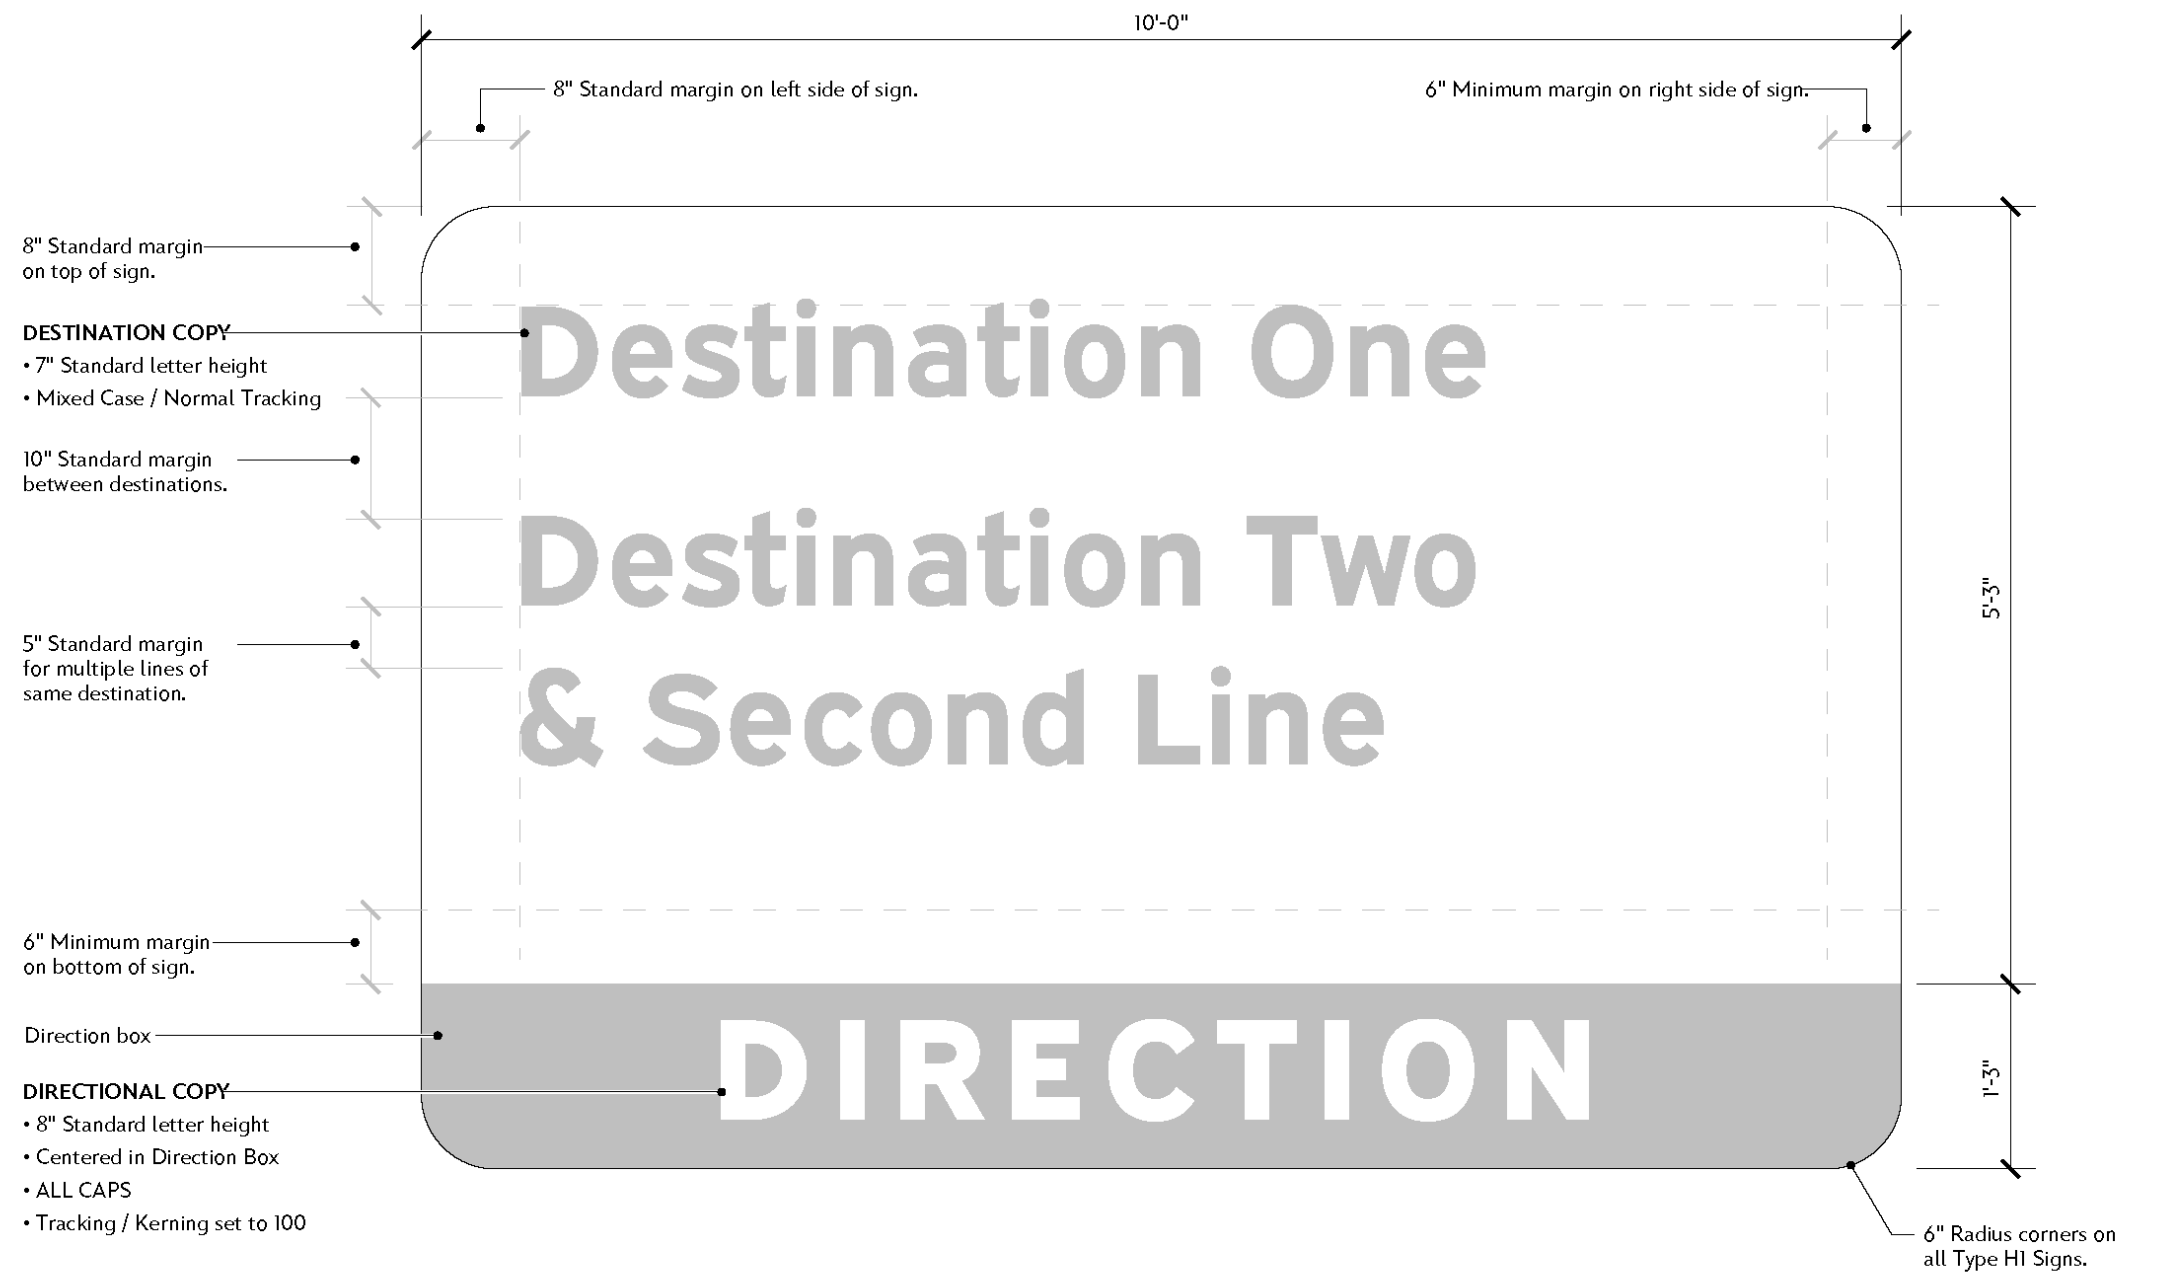 10'-0"
8" Standard margin on left side of sign.
6" Minimum margin on right side of sign.
8" Standard margin
on top of sign.
DESTINATION COPY
• 7" Standard letter height
• Mixed Case / Normal Tracking
10" Standard margin
between destinations.
5" Standard margin
for multiple lines of
same destination.
6" Minimum margin
on bottom of sign.
Direction box
DIRECTIONAL COPY
• 8" Standard letter height
• Centered in Direction Box
• ALL CAPS
• Tracking / Kerning set to 100
Destination One
Destination Two
& Second Line
DIRECTION
5'-3"
1'-3"
6" Radius corners on
all Type H1 Signs.